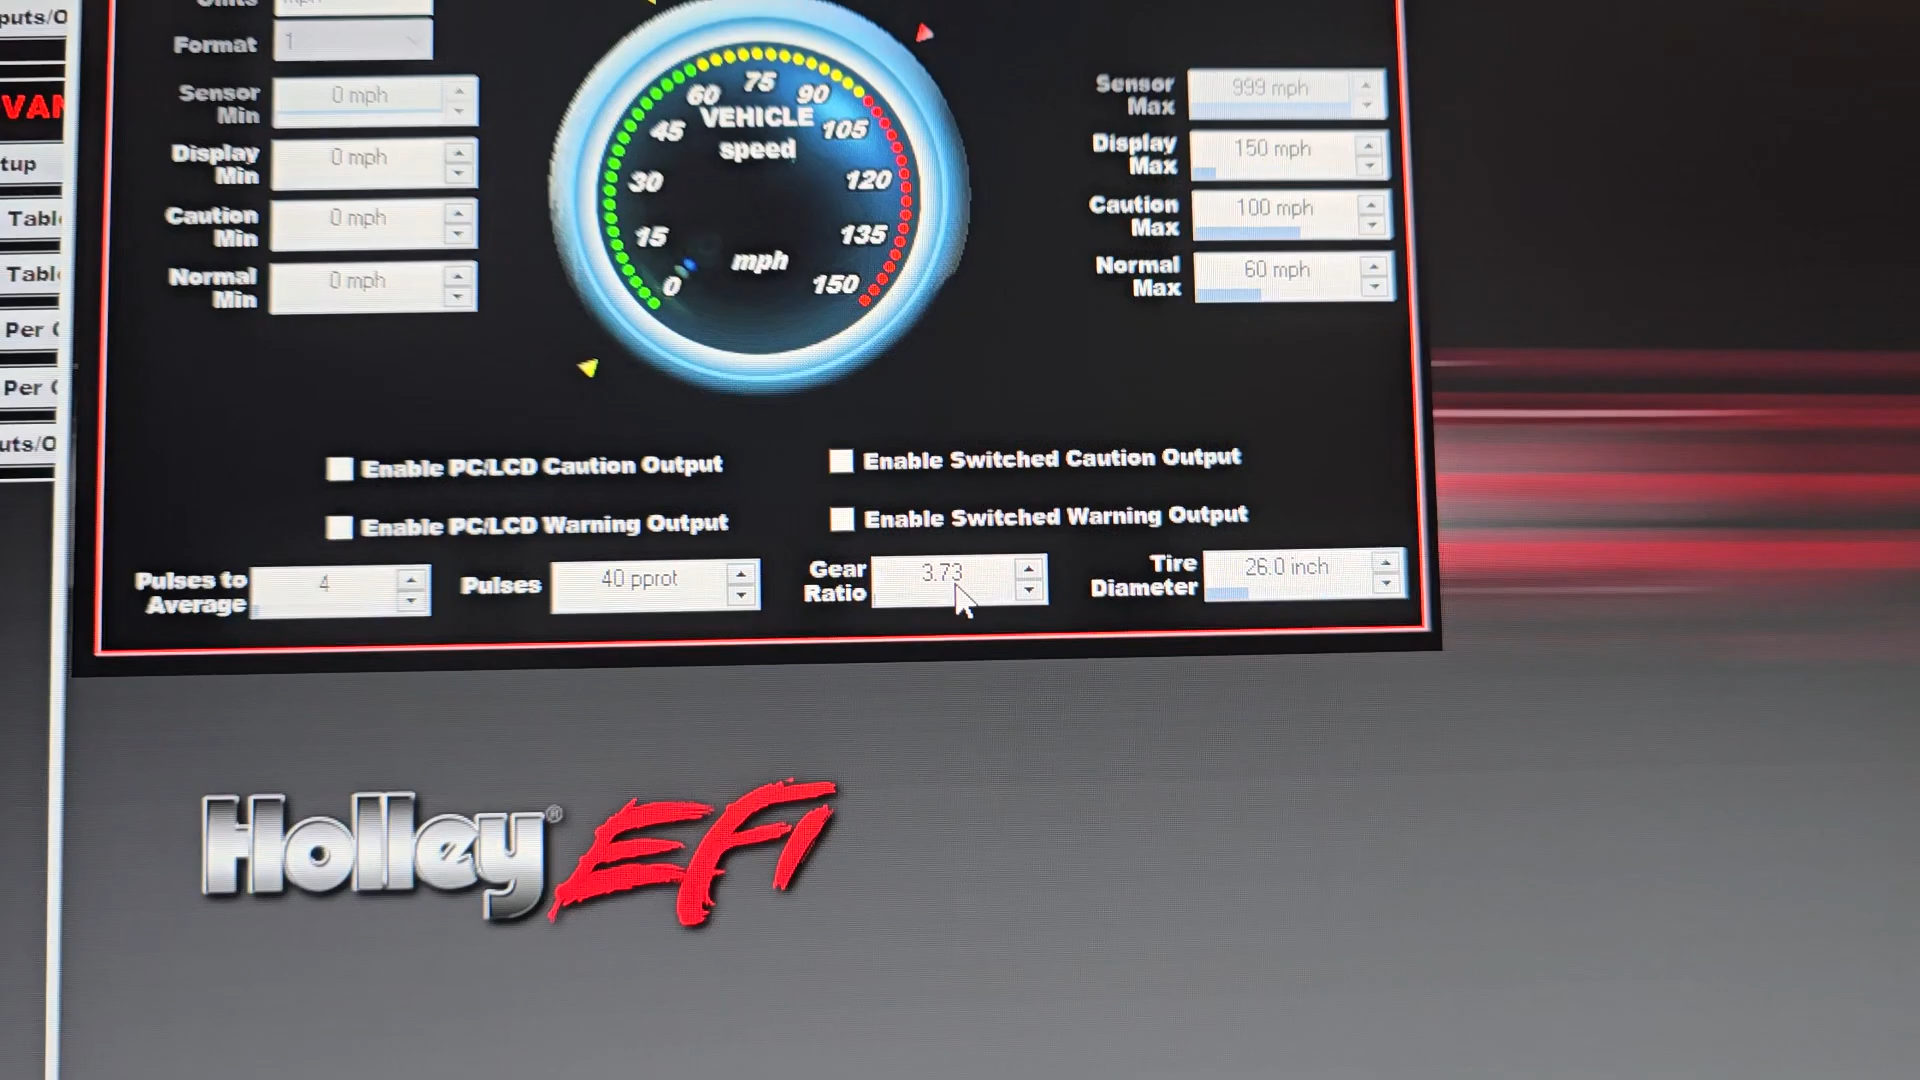 puts/O
VAN
tup
Table
Table
Per C
Per C
uts/O
Format
1
Sensor
Min
0 mph
Display
Min
0 mph
Caution
Min
0 mph
Normal
Min
0 mph
75
60
90
VEHICLE
45
105
speed
30
120
15
135
mph
0
150
Sensor
Max
999 mph
Display
Max
150 mph
Caution
Max
100 mph
Normal
Max
60 mph
Enable PC/LCD Caution Output
Enable Switched Caution Output
Enable PC/LCD Warning Output
Enable Switched Warning Output
Pulses to
Average
4
Pulses
40 pprot
Gear
Ratio
3.73
Tire
Diameter
26.0 inch
Holley® EFI